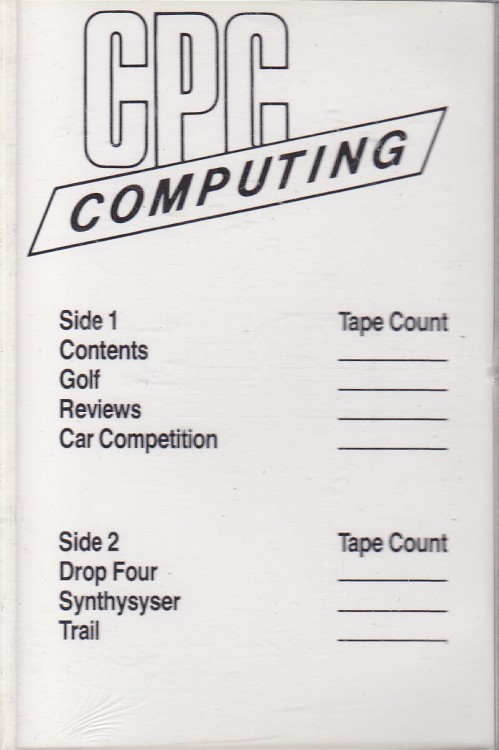 CPC
COMPUTING
Side 1 Tape Count
Contents
Golf
Reviews
Car Competition
Side 2 Tape Count
Drop Four
Synthysyser
Trail